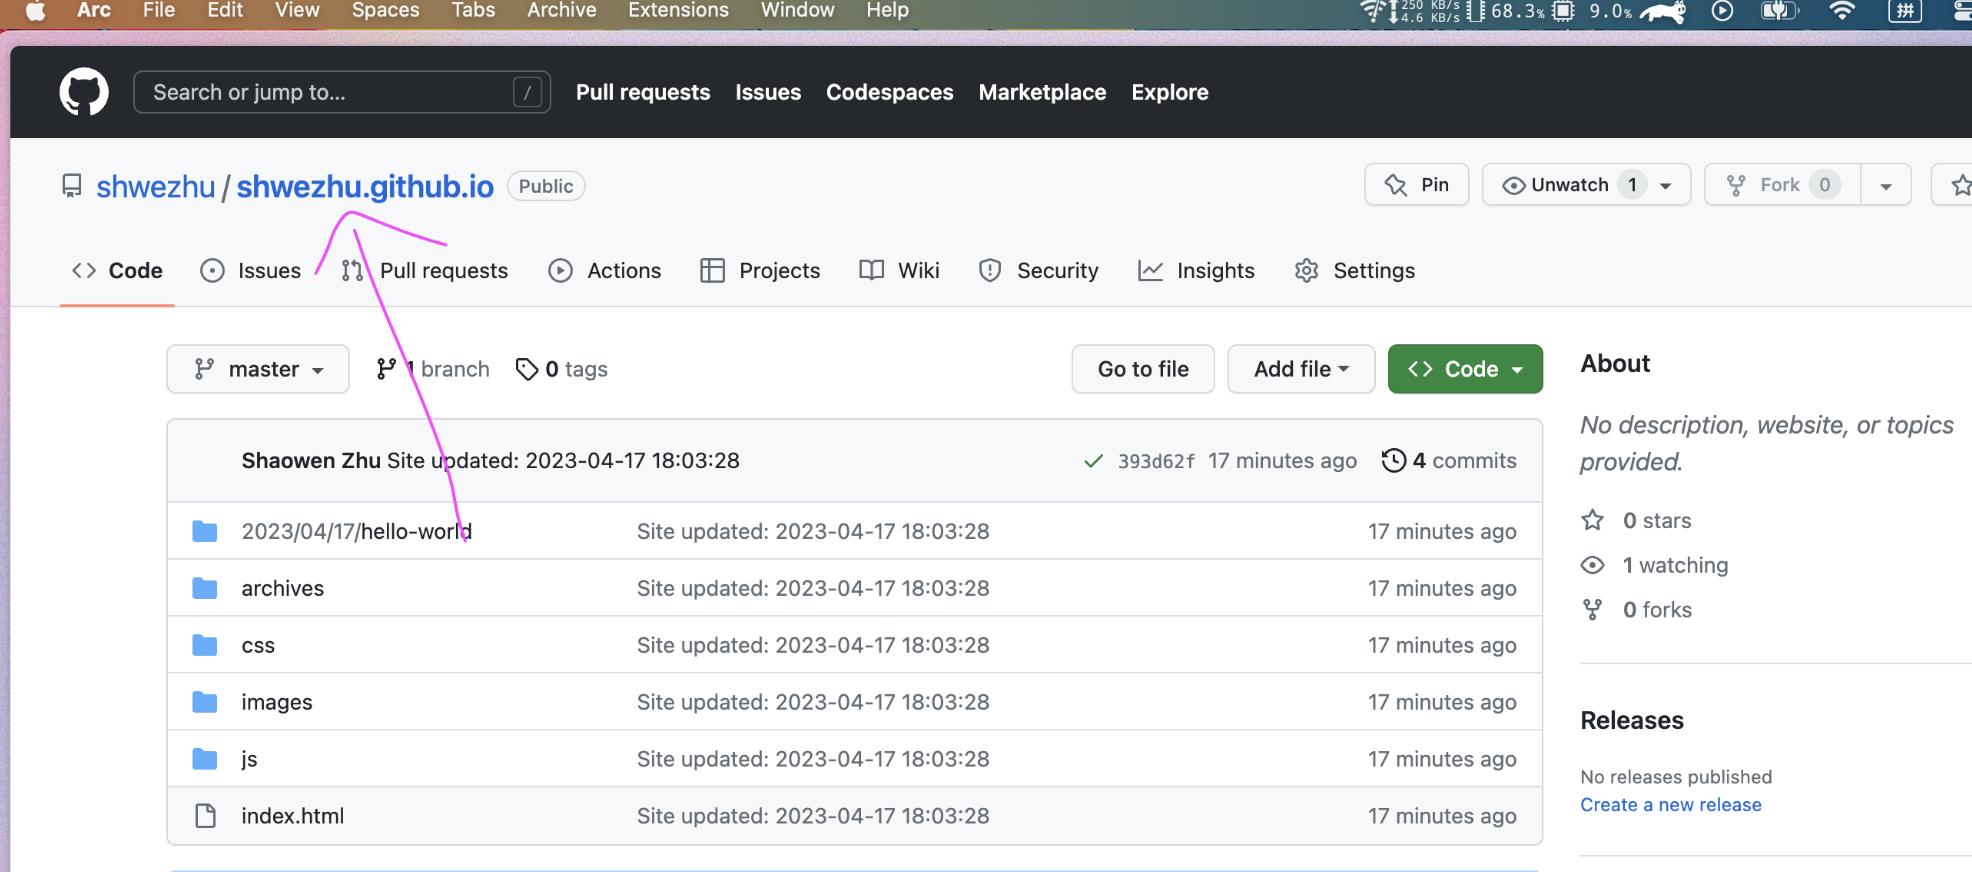 Arc File Edit View Spaces Tabs Archive Extensions Window Help 250 KB/s 4.6 KB/s 68.3% 9.0% 拼
Search or jump to... / Pull requests Issues Codespaces Marketplace Explore
shwezhu / shwezhu.github.io Public Pin Unwatch 1 Fork 0
Code Issues Pull requests Actions Projects Wiki Security Insights Settings
master 1 branch 0 tags Go to file Add file Code
About
No description, website, or topics
provided.
Shaowen Zhu Site updated: 2023-04-17 18:03:28 393d62f 17 minutes ago 4 commits
2023/04/17/hello-world Site updated: 2023-04-17 18:03:28 17 minutes ago
archives Site updated: 2023-04-17 18:03:28 17 minutes ago
css Site updated: 2023-04-17 18:03:28 17 minutes ago
images Site updated: 2023-04-17 18:03:28 17 minutes ago
js Site updated: 2023-04-17 18:03:28 17 minutes ago
index.html Site updated: 2023-04-17 18:03:28 17 minutes ago
0 stars
1 watching
0 forks
Releases
No releases published
Create a new release